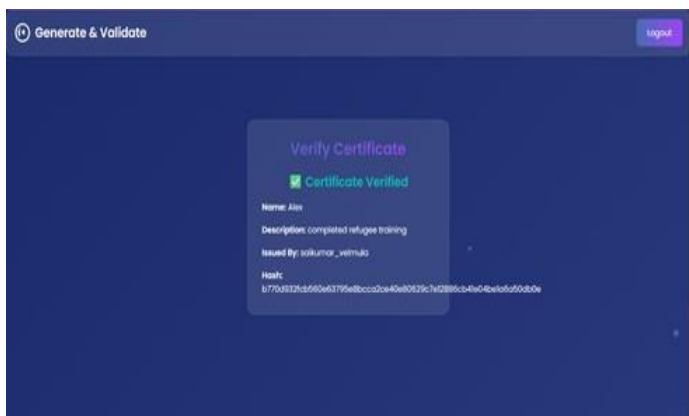 Generate & Validate
Logout
Verify Certificate
Certificate Verified
Name: Alex
Description: completed refugee training
Issued By: saikumar_velmula
Hash: